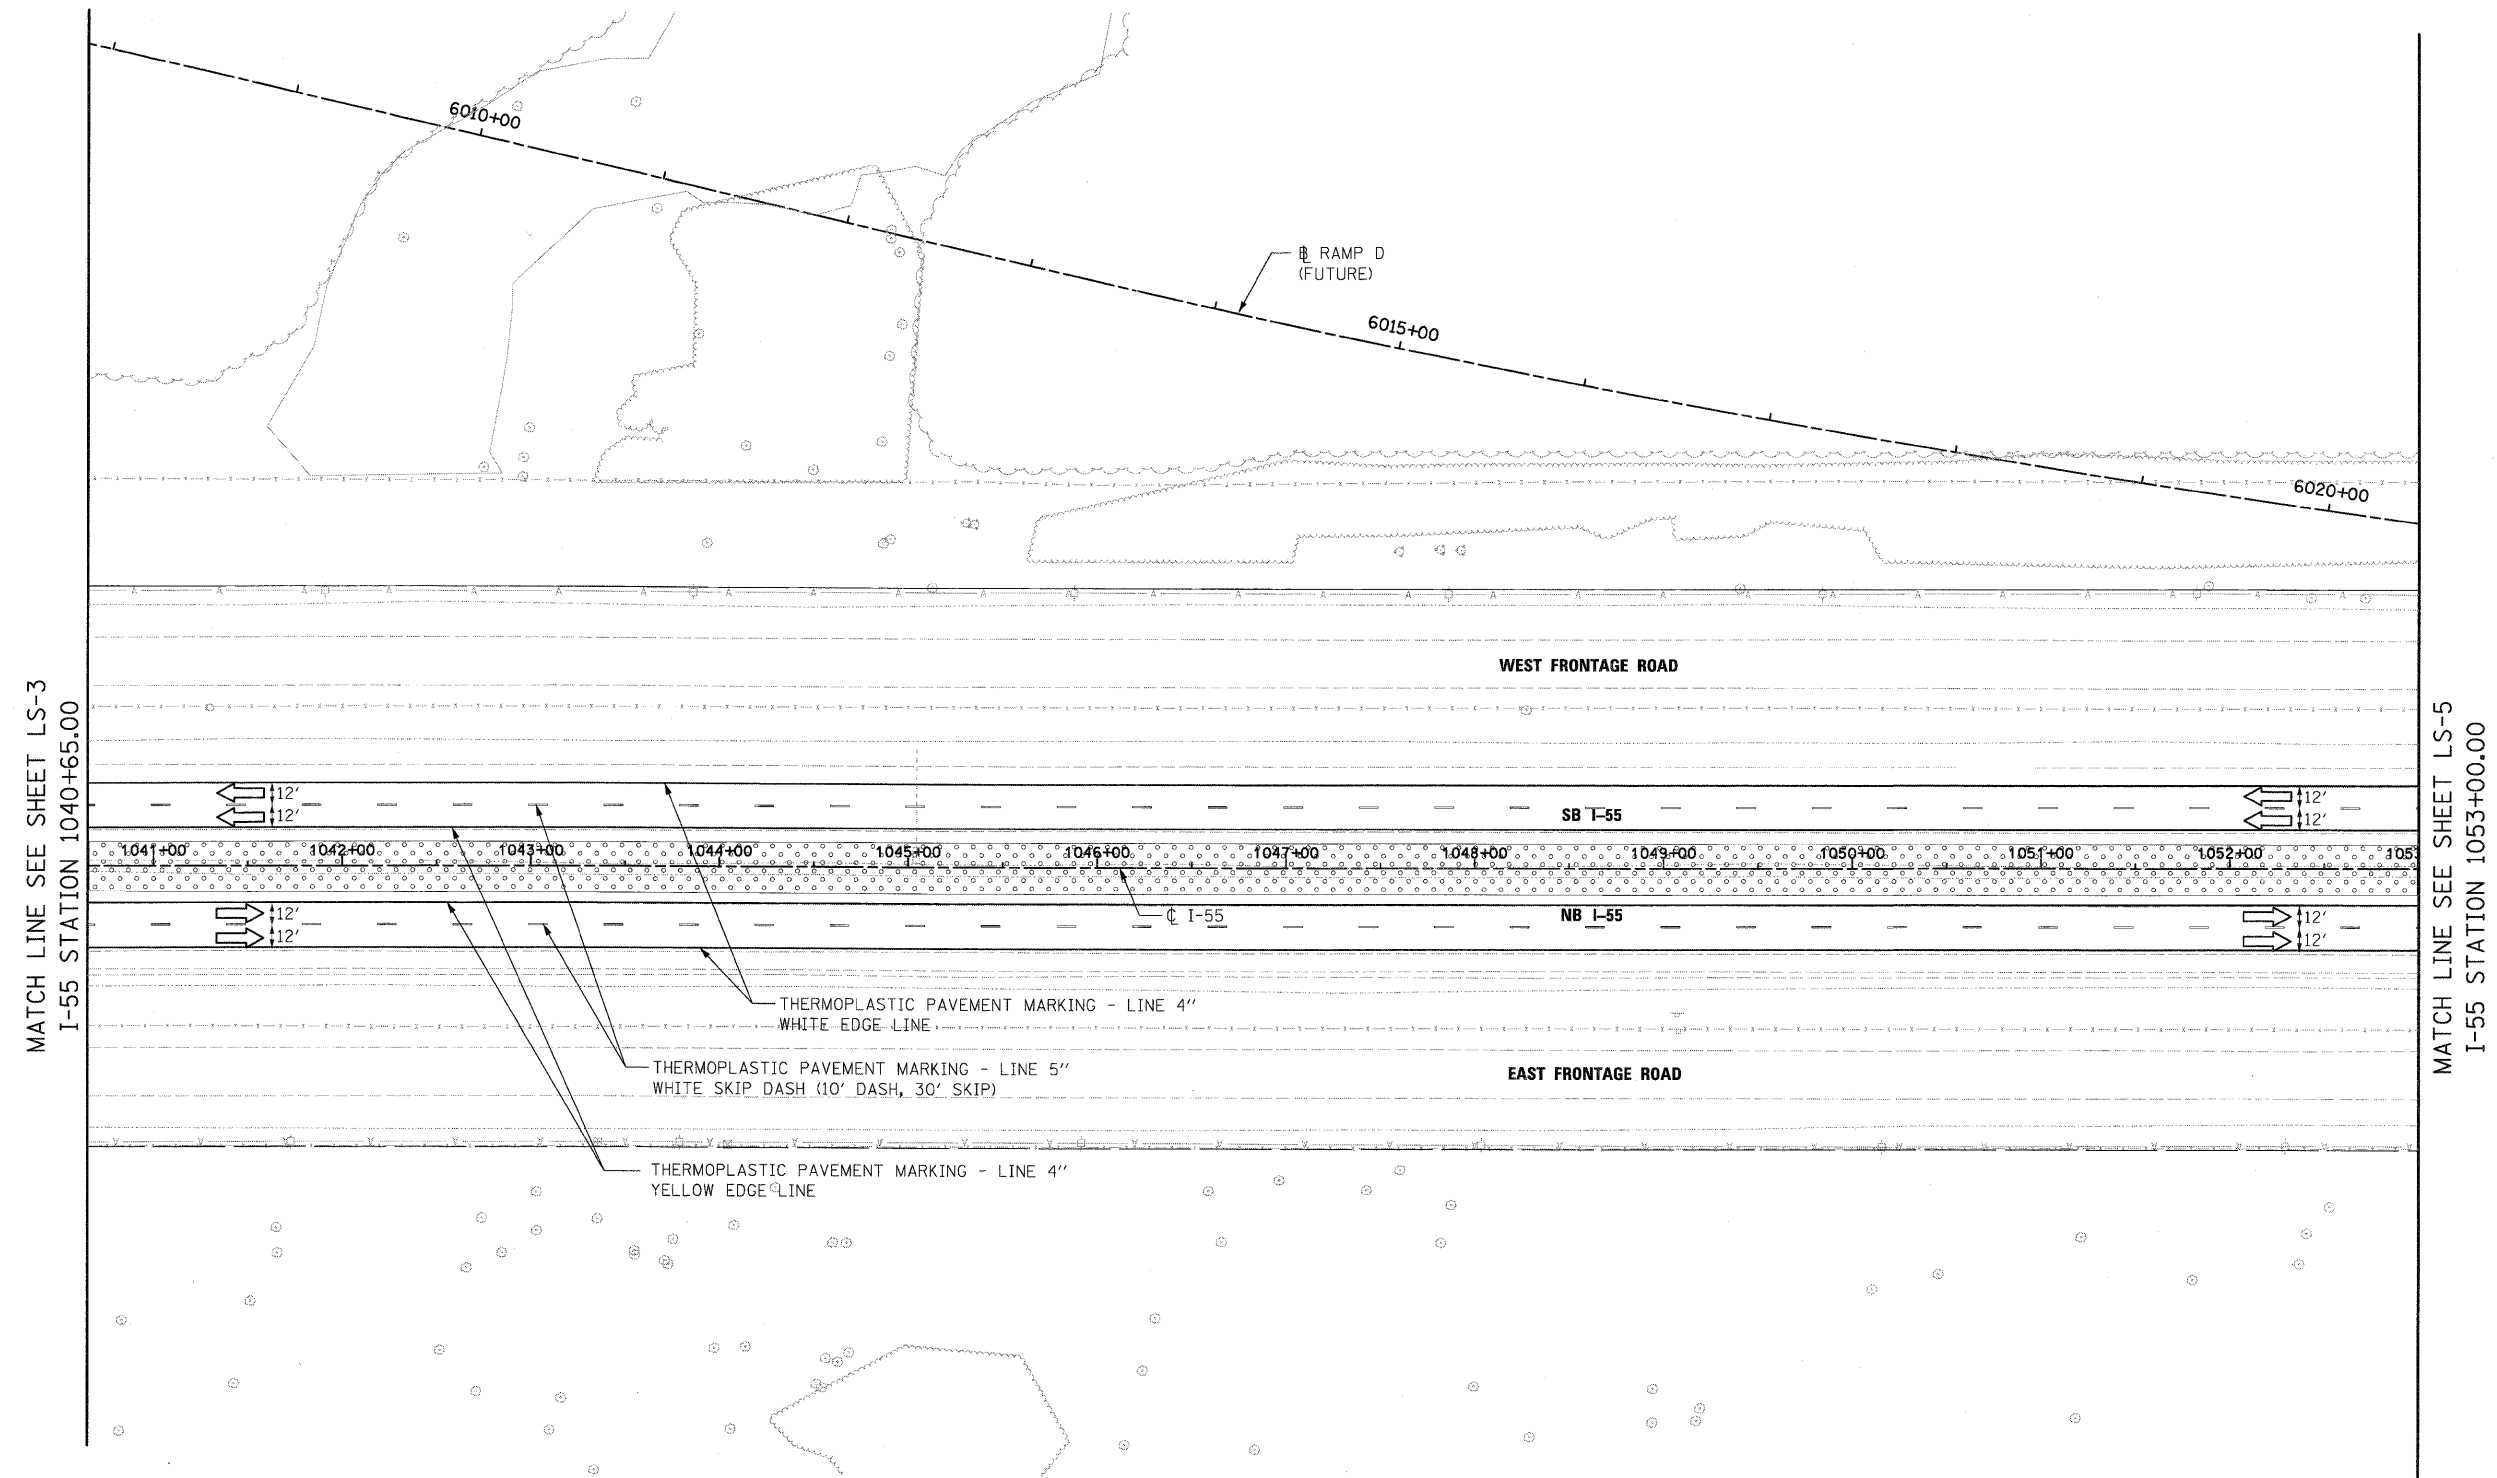 6010+00
℄ RAMP D
(FUTURE)
6015+00
6020+00
WEST FRONTAGE ROAD
MATCH LINE SEE SHEET LS-3
I-55 STATION 1040+65.00
MATCH LINE SEE SHEET LS-5
I-55 STATION 1053+00.00
12'
12'
SB I-55
12'
12'
1041+00 1042+00 1043+00 1044+00 1045+00 1046+00 1047+00 1048+00 1049+00 1050+00 1051+00 1052+00 1053
12'
12'
℄ I-55
NB I-55
12'
12'
THERMOPLASTIC PAVEMENT MARKING - LINE 4"
WHITE EDGE LINE
THERMOPLASTIC PAVEMENT MARKING - LINE 5"
WHITE SKIP DASH (10' DASH, 30' SKIP)
EAST FRONTAGE ROAD
THERMOPLASTIC PAVEMENT MARKING - LINE 4"
YELLOW EDGE LINE